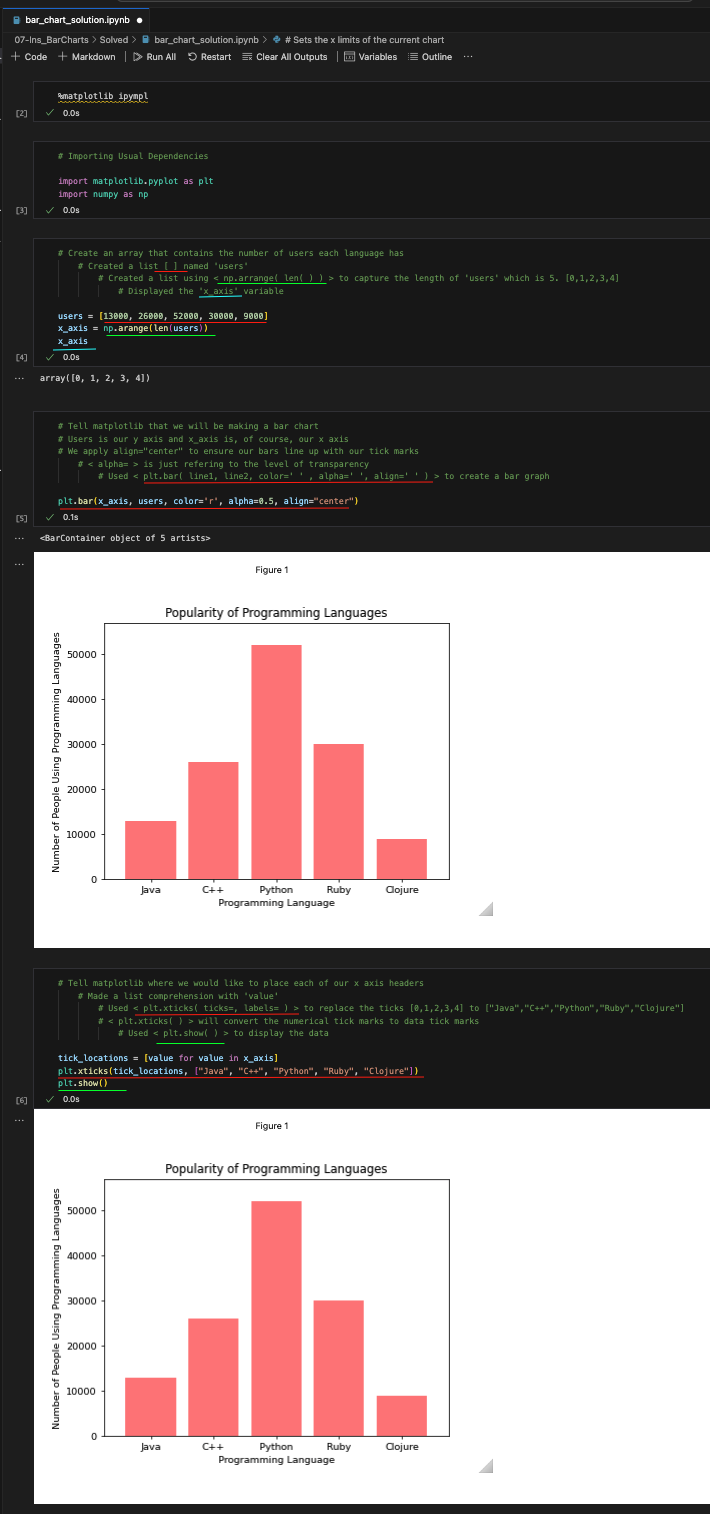 bar_chart_solution.ipynb
07-Ins_BarCharts > Solved > bar_chart_solution.ipynb > # Sets the x limits of the current chart
+ Code + Markdown Run All Restart Clear All Outputs Variables Outline ...
%matplotlib ipympl
[2] 0.0s
# Importing Usual Dependencies
import matplotlib.pyplot as plt
import numpy as np
[3] 0.0s
# Create an array that contains the number of users each language has
# Created a list [ ] named 'users'
# Created a list using < np.arrange( len( ) ) > to capture the length of 'users' which is 5. [0,1,2,3,4]
# Displayed the 'x_axis' variable
users = [13000, 26000, 52000, 30000, 9000]
x_axis = np.arange(len(users))
x_axis
[4] 0.0s
... array([0, 1, 2, 3, 4])
# Tell matplotlib that we will be making a bar chart
# Users is our y axis and x_axis is, of course, our x axis
# We apply align="center" to ensure our bars line up with our tick marks
# < alpha= > is just refering to the level of transparency
# Used < plt.bar( line1, line2, color=' ' , alpha=' ', align=' ' ) > to create a bar graph
plt.bar(x_axis, users, color='r', alpha=0.5, align="center")
[5] 0.1s
... <BarContainer object of 5 artists>
...
Figure 1
Popularity of Programming Languages
Number of People Using Programming Languages
50000
40000
30000
20000
10000
0
Java C++ Python Ruby Clojure
Programming Language
# Tell matplotlib where we would like to place each of our x axis headers
# Made a list comprehension with 'value'
# Used < plt.xticks( ticks=, labels= ) > to replace the ticks [0,1,2,3,4] to ["Java","C++","Python","Ruby","Clojure"]
# < plt.xticks( ) > will convert the numerical tick marks to data tick marks
# Used < plt.show( ) > to display the data
tick_locations = [value for value in x_axis]
plt.xticks(tick_locations, ["Java", "C++", "Python", "Ruby", "Clojure"])
plt.show()
[6] 0.0s
...
Figure 1
Popularity of Programming Languages
Number of People Using Programming Languages
50000
40000
30000
20000
10000
0
Java C++ Python Ruby Clojure
Programming Language